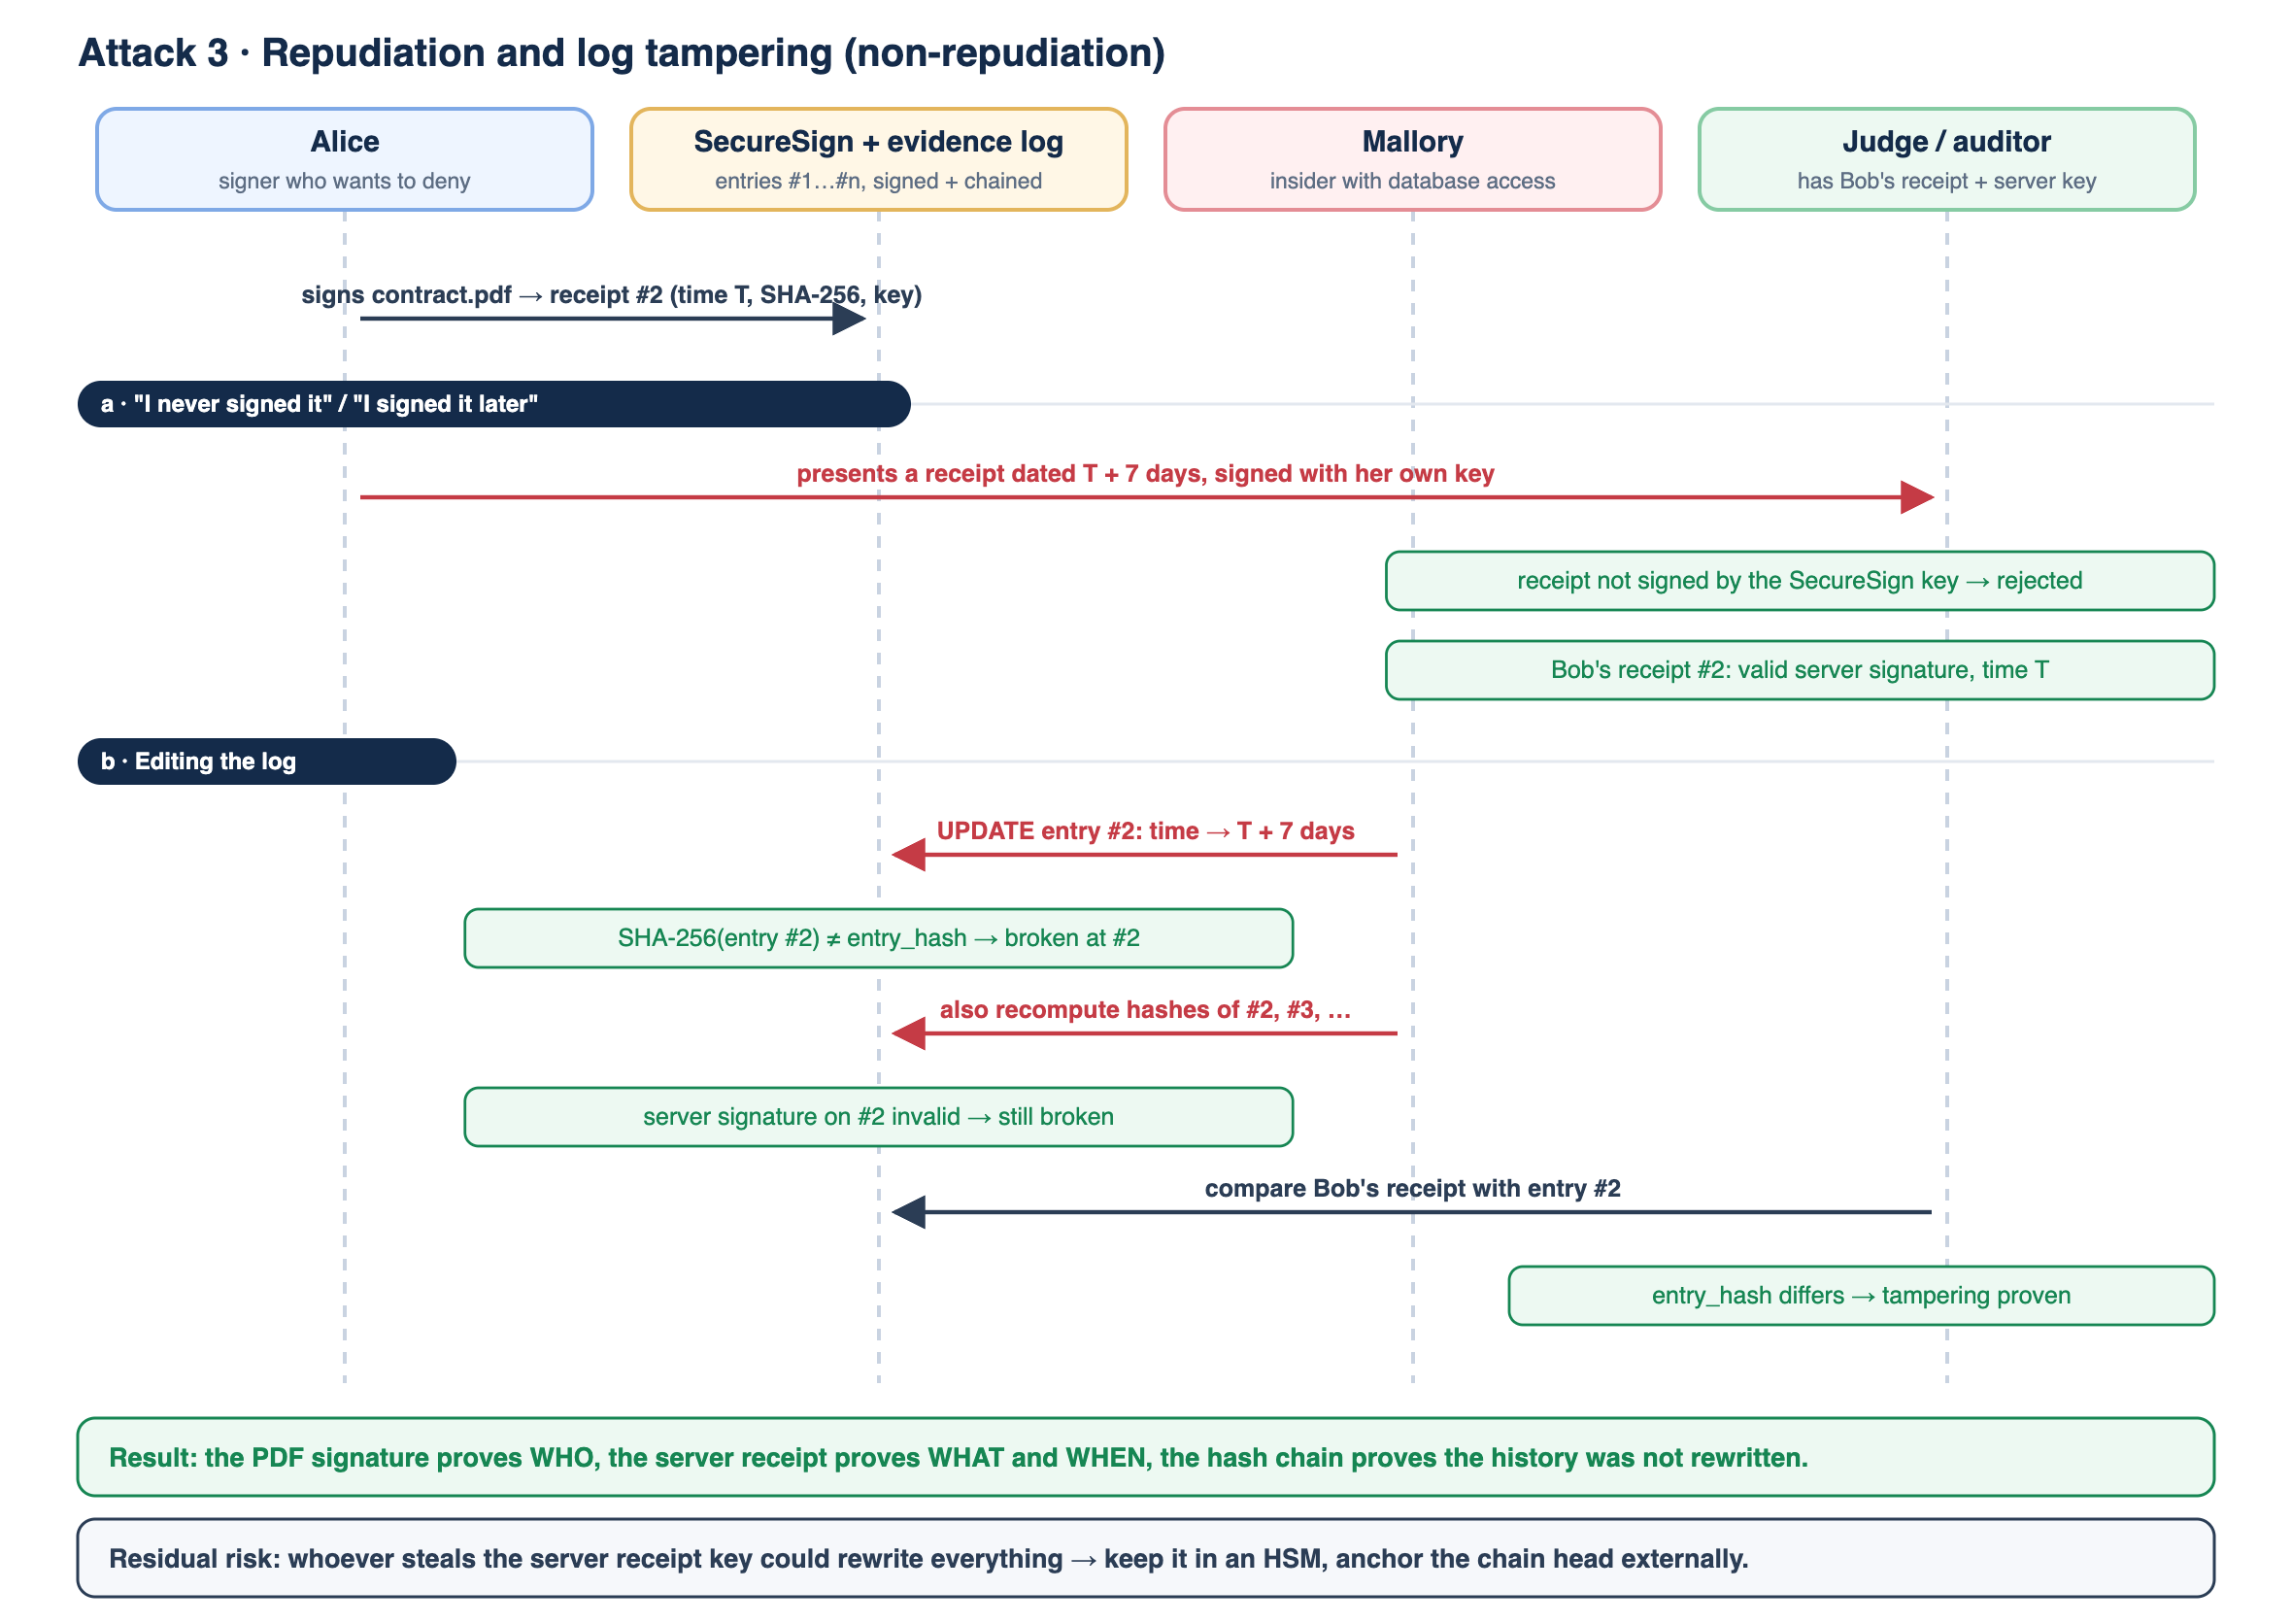 Attack 3 · Repudiation and log tampering (non-repudiation)
Alice
signer who wants to deny
SecureSign + evidence log
entries #1…#n, signed + chained
Mallory
insider with database access
Judge / auditor
has Bob's receipt + server key
signs contract.pdf → receipt #2 (time T, SHA-256, key)
a · "I never signed it" / "I signed it later"
presents a receipt dated T + 7 days, signed with her own key
receipt not signed by the SecureSign key → rejected
Bob's receipt #2: valid server signature, time T
b · Editing the log
UPDATE entry #2: time → T + 7 days
SHA-256(entry #2) ≠ entry_hash → broken at #2
also recompute hashes of #2, #3, …
server signature on #2 invalid → still broken
compare Bob's receipt with entry #2
entry_hash differs → tampering proven
Result: the PDF signature proves WHO, the server receipt proves WHAT and WHEN, the hash chain proves the history was not rewritten.
Residual risk: whoever steals the server receipt key could rewrite everything → keep it in an HSM, anchor the chain head externally.